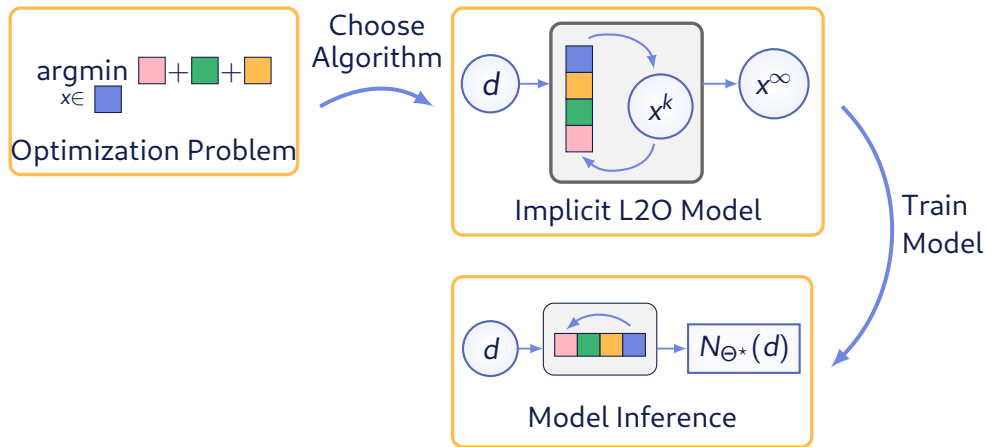 argmin + +
x∈
Optimization Problem
Choose
Algorithm
d
x^k
x^∞
Implicit L2O Model
Train
Model
d
N_Θ⋆(d)
Model Inference